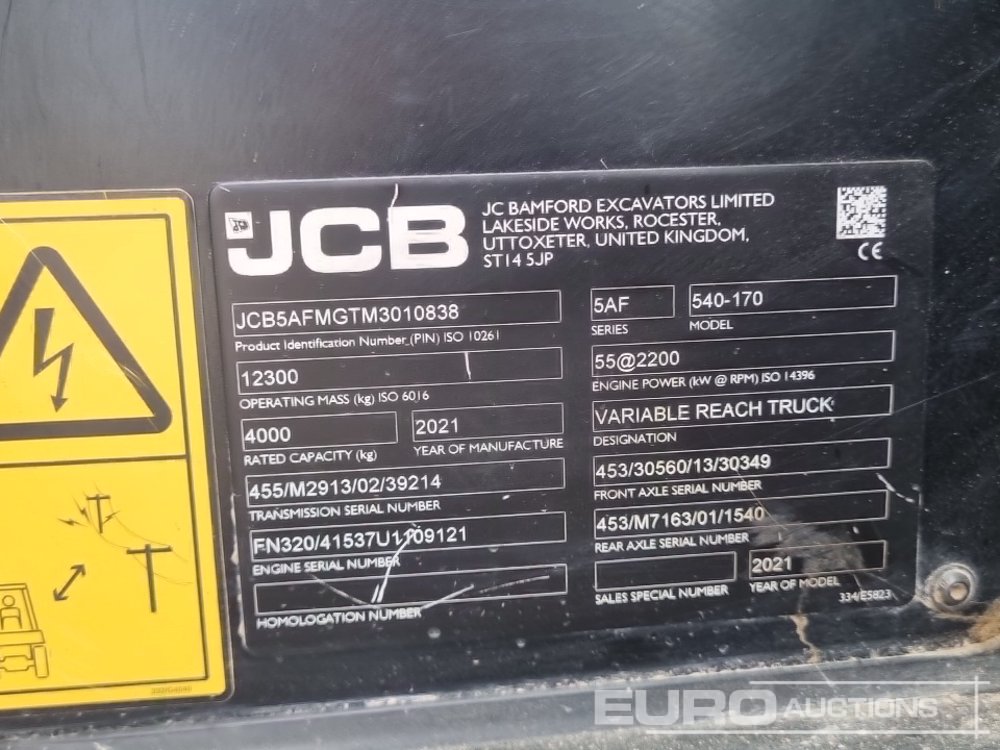 JCB
JC BAMFORD EXCAVATORS LIMITED
LAKESIDE WORKS, ROCESTER,
UTTOXETER, UNITED KINGDOM,
ST14 5JP
CE
JCB5AFMGTM3010838
Product Identification Number (PIN) ISO 10261
12300
OPERATING MASS (kg) ISO 6016
4000
RATED CAPACITY (kg)
2021
YEAR OF MANUFACTURE
455/M2913/02/39214
TRANSMISSION SERIAL NUMBER
FN320/41537U1109121
ENGINE SERIAL NUMBER
HOMOLOGATION NUMBER
5AF
SERIES
540-170
MODEL
55@2200
ENGINE POWER (kW @ RPM) ISO 14396
VARIABLE REACH TRUCK
DESIGNATION
453/30560/13/30349
FRONT AXLE SERIAL NUMBER
453/M7163/01/1540
REAR AXLE SERIAL NUMBER
SALES SPECIAL NUMBER
2021
YEAR OF MODEL
334/E5823
EURO AUCTIONS